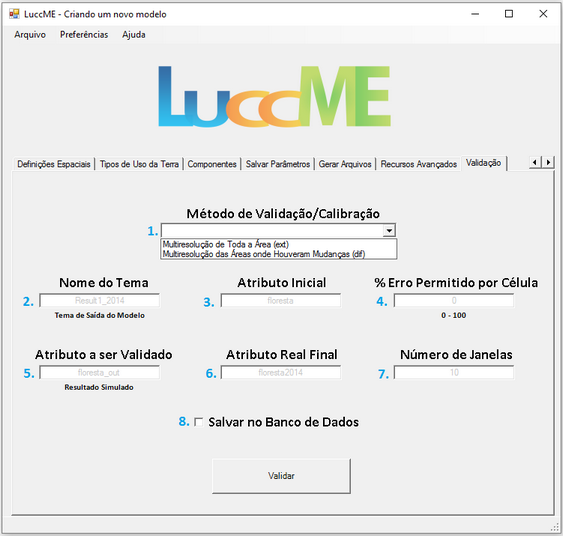 LuccME - Criando um novo modelo
Arquivo Preferências Ajuda
LuccME
Definições Espaciais Tipos de Uso da Terra Componentes Salvar Parâmetros Gerar Arquivos Recursos Avançados Validação
Método de Validação/Calibração
1.
Multiresolução de Toda a Área (ext)
Multiresolução das Áreas onde Houveram Mudanças (dif)
Nome do Tema Atributo Inicial % Erro Permitido por Célula
2. Result1_2014 3. floresta 4. 0
Tema de Saída do Modelo 0 - 100
Atributo a ser Validado Atributo Real Final Número de Janelas
5. floresta_out 6. floresta2014 7. 10
Resultado Simulado
8. Salvar no Banco de Dados
Validar